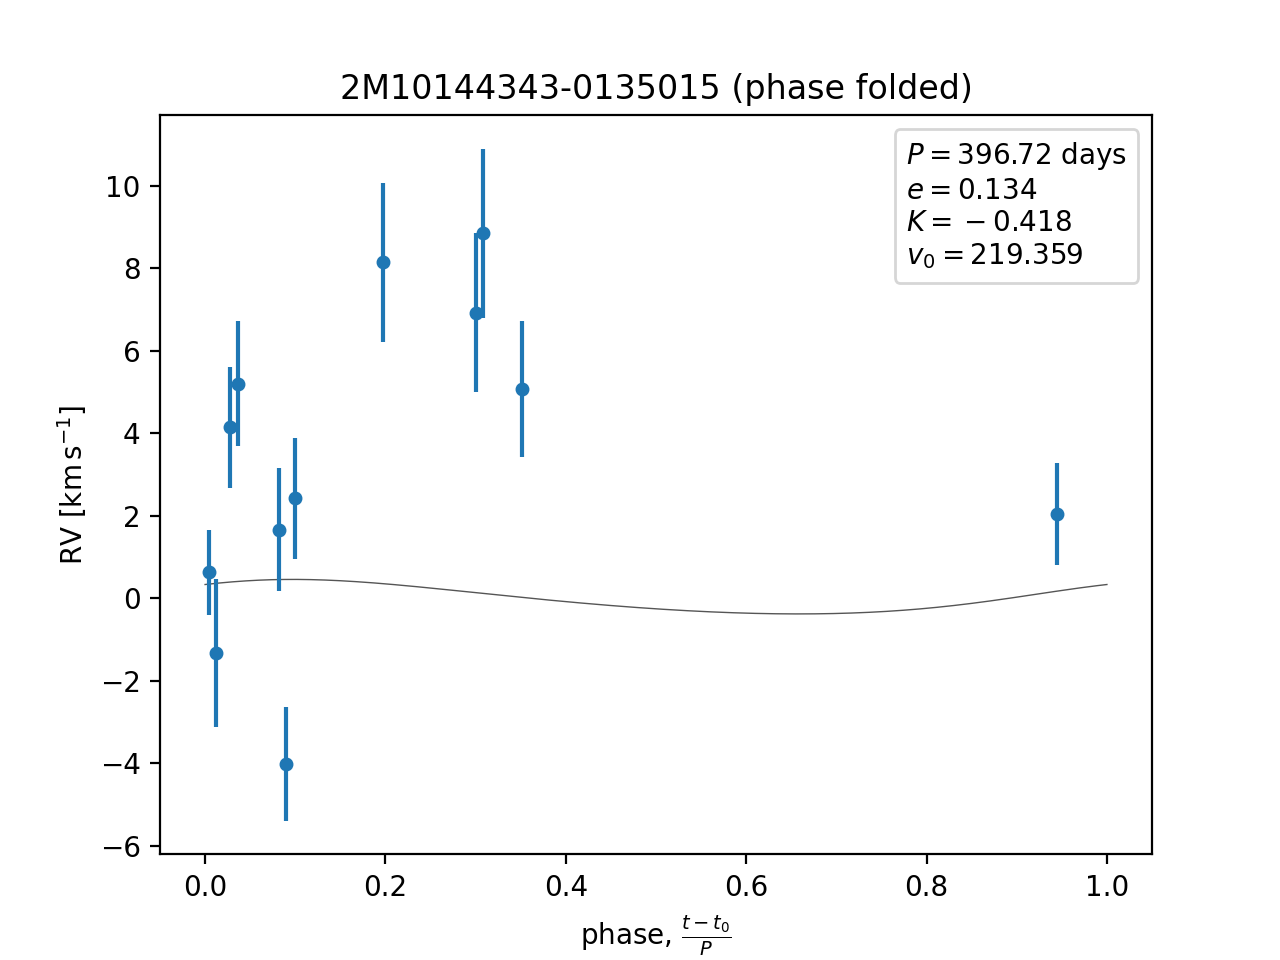 2M10144343-0135015 (phase folded)
P = 396.72 days
e = 0.134
K = −0.418
v₀ = 219.359
10
8
6
4
2
0
−2
−4
−6
RV [km s⁻¹]
0.0 0.2 0.4 0.6 0.8 1.0
phase, (t − t₀)/P